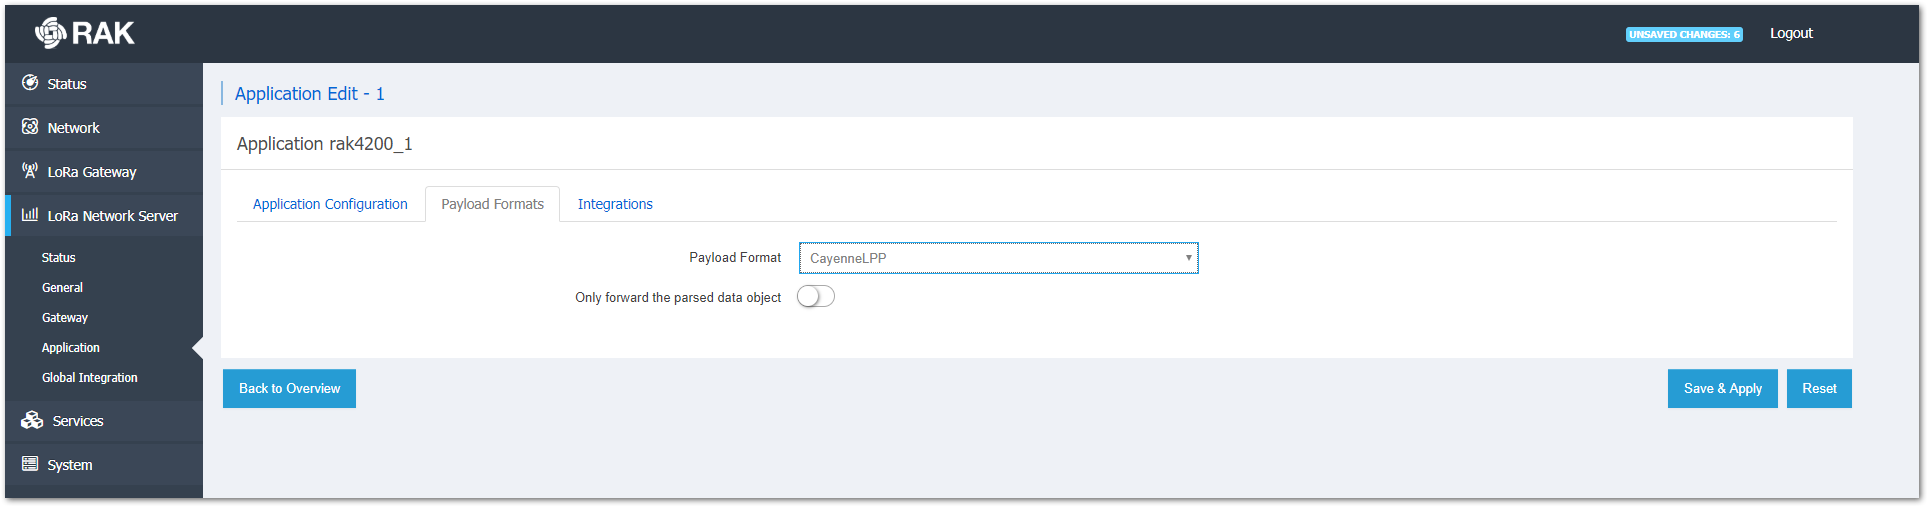 RAK
UNSAVED CHANGES: 6
Logout
Status
Network
LoRa Gateway
LoRa Network Server
Status
General
Gateway
Application
Global Integration
Services
System
Application Edit - 1
Application rak4200_1
Application Configuration
Payload Formats
Integrations
Payload Format
CayenneLPP
Only forward the parsed data object
Back to Overview
Save & Apply
Reset